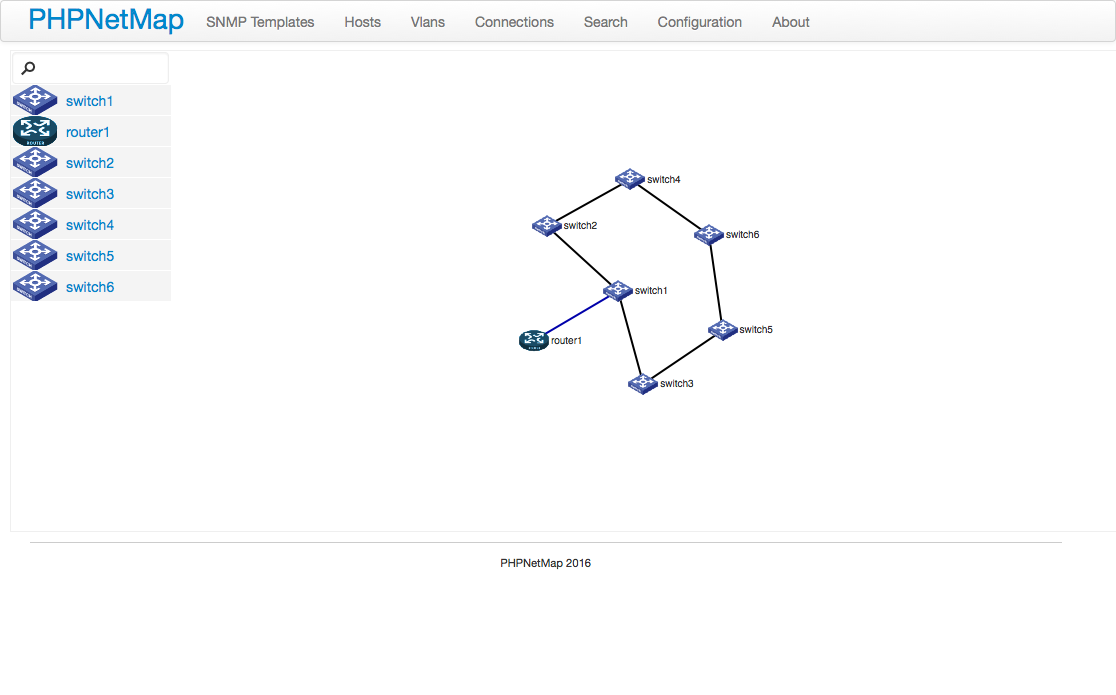 PHPNetMap SNMP Templates Hosts Vlans Connections Search Configuration About
switch1
router1
switch2
switch3
switch4
switch5
switch6
switch4
switch2
switch6
switch1
switch5
router1
switch3
PHPNetMap 2016